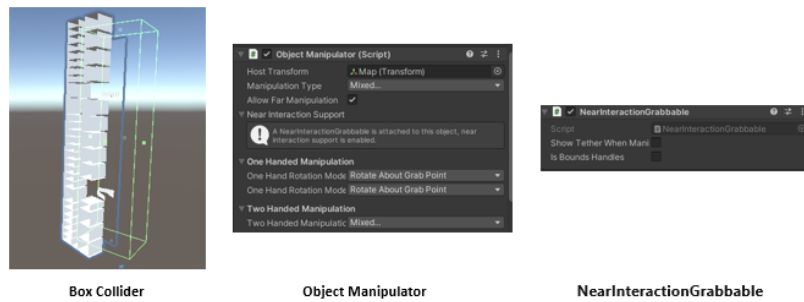 Object Manipulator (Script)
Host Transform
Map (Transform)
Manipulation Type
Mixed...
Allow Far Manipulation
Near Interaction Support
A NearInteractionGrabbable is attached to this object, near
interaction support is enabled.
One Handed Manipulation
One Hand Rotation Mode Rotate About Grab Point
One Hand Rotation Mode Rotate About Grab Point
Two Handed Manipulation
Two Handed Manipulatic Mixed...
NearInteractionGrabbable
Script
NearInteractionGrabbable
Show Tether When Mani
Is Bounds Handles
Box Collider
Object Manipulator
NearInteractionGrabbable